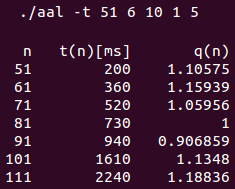 ./aal -t 51 6 10 1 5
n t(n)[ms] q(n)
51 200 1.10575
61 360 1.15939
71 520 1.05956
81 730 1
91 940 0.906859
101 1610 1.1348
111 2240 1.18836